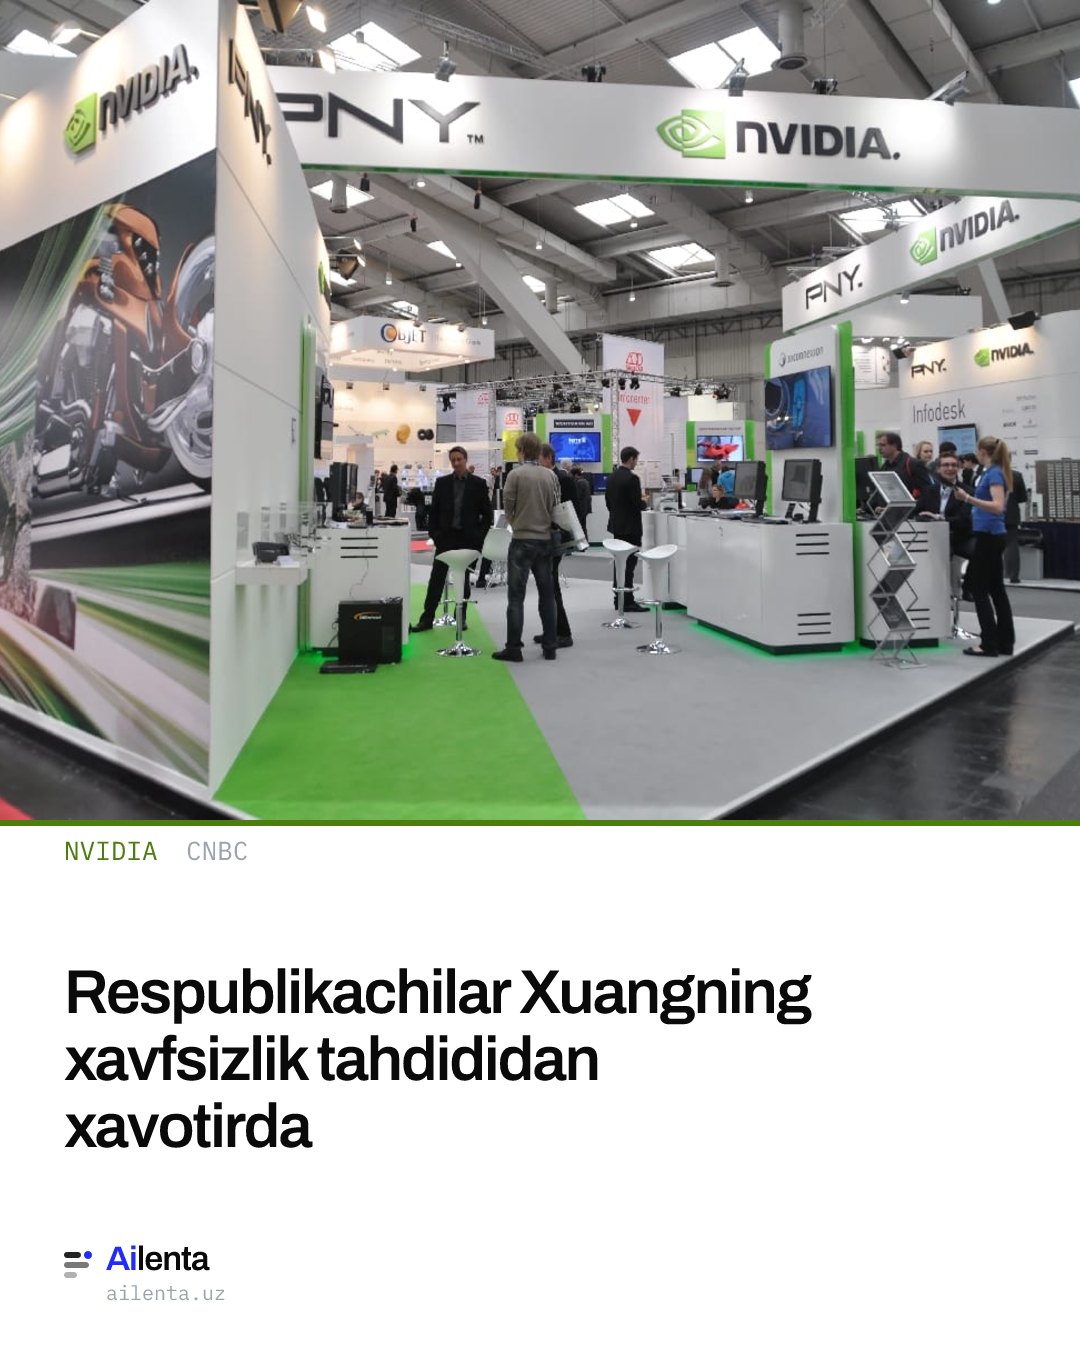 NVIDIA.
PNY.
PNY™
NVIDIA.
NVIDIA.
PNY.
OBJET
PNY.
NVIDIA.
Infodesk
NVIDIA CNBC
Respublikachilar Xuangning
xavfsizlik tahdididan
xavotirda
Ailenta
ailenta.uz